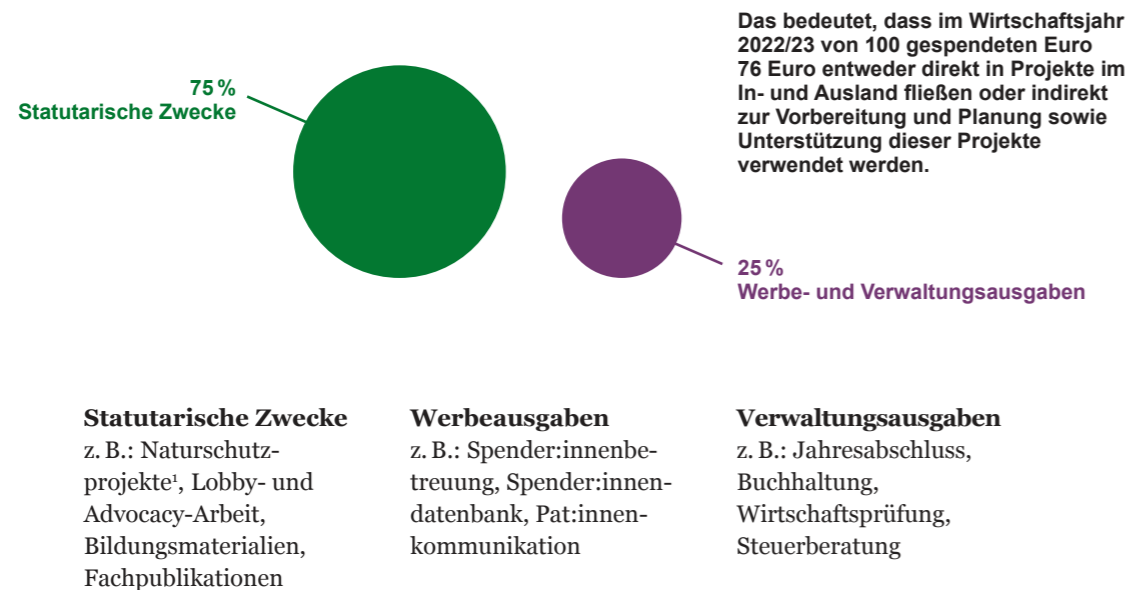 75 %
Statutarische Zwecke
Das bedeutet, dass im Wirtschaftsjahr
2022/23 von 100 gespendeten Euro
76 Euro entweder direkt in Projekte im
In- und Ausland fließen oder indirekt
zur Vorbereitung und Planung sowie
Unterstützung dieser Projekte
verwendet werden.
25 %
Werbe- und Verwaltungsausgaben
Statutarische Zwecke
z. B.: Naturschutz-
projekte¹, Lobby- und
Advocacy-Arbeit,
Bildungsmaterialien,
Fachpublikationen
Werbeausgaben
z. B.: Spender:innenbe-
treuung, Spender:innen-
datenbank, Pat:innen-
kommunikation
Verwaltungsausgaben
z. B.: Jahresabschluss,
Buchhaltung,
Wirtschaftsprüfung,
Steuerberatung